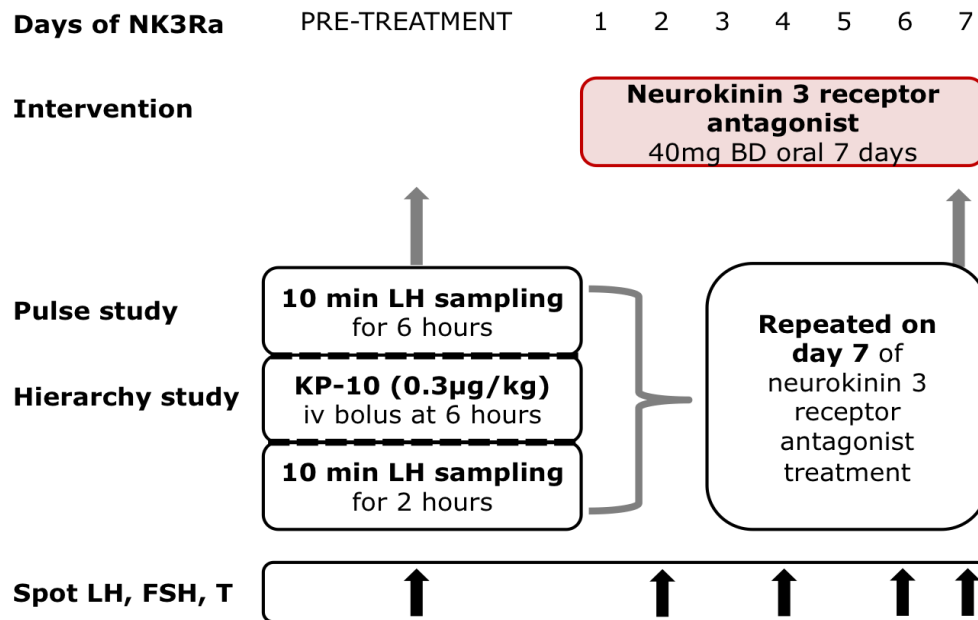 Days of NK3Ra PRE-TREATMENT 1 2 3 4 5 6 7
Intervention
Neurokinin 3 receptor
antagonist
40mg BD oral 7 days
Pulse study
10 min LH sampling
for 6 hours
Hierarchy study
KP-10 (0.3µg/kg)
iv bolus at 6 hours
10 min LH sampling
for 2 hours
Repeated on
day 7 of
neurokinin 3
receptor
antagonist
treatment
Spot LH, FSH, T